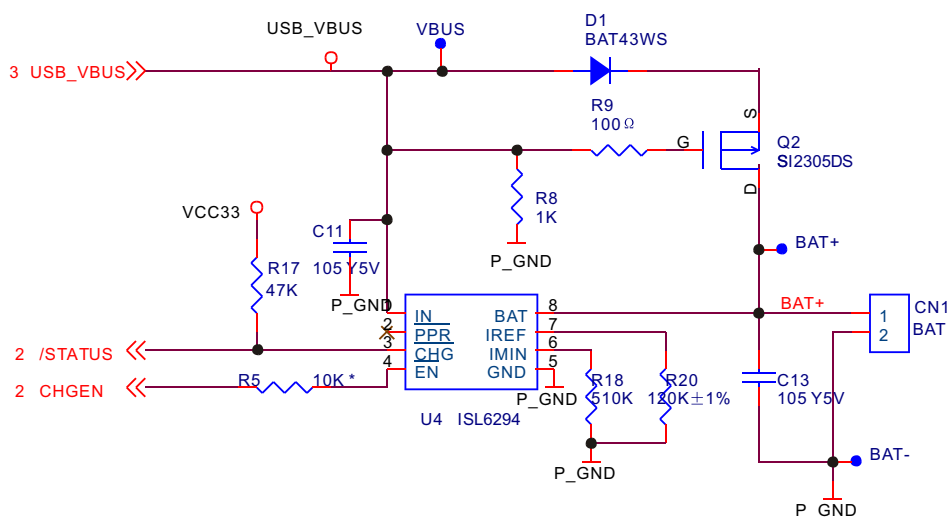 USB_VBUS
VBUS
D1
BAT43WS
3 USB_VBUS
R9
100Ω
S
G
Q2
SI2305DS
D
R8
1K
P_GND
VCC33
C11
105 Y5V
R17
47K
P_GND
BAT+
BAT+
CN1
BAT
1
2
1
2
3
4
IN
PPR
CHG
EN
BAT
IREF
IMIN
GND
8
7
6
5
2 /STATUS
2 CHGEN
R5
10K *
U4 ISL6294
P_GND
R18
510K
R20
120K±1%
C13
105 Y5V
P_GND
BAT-
P_GND